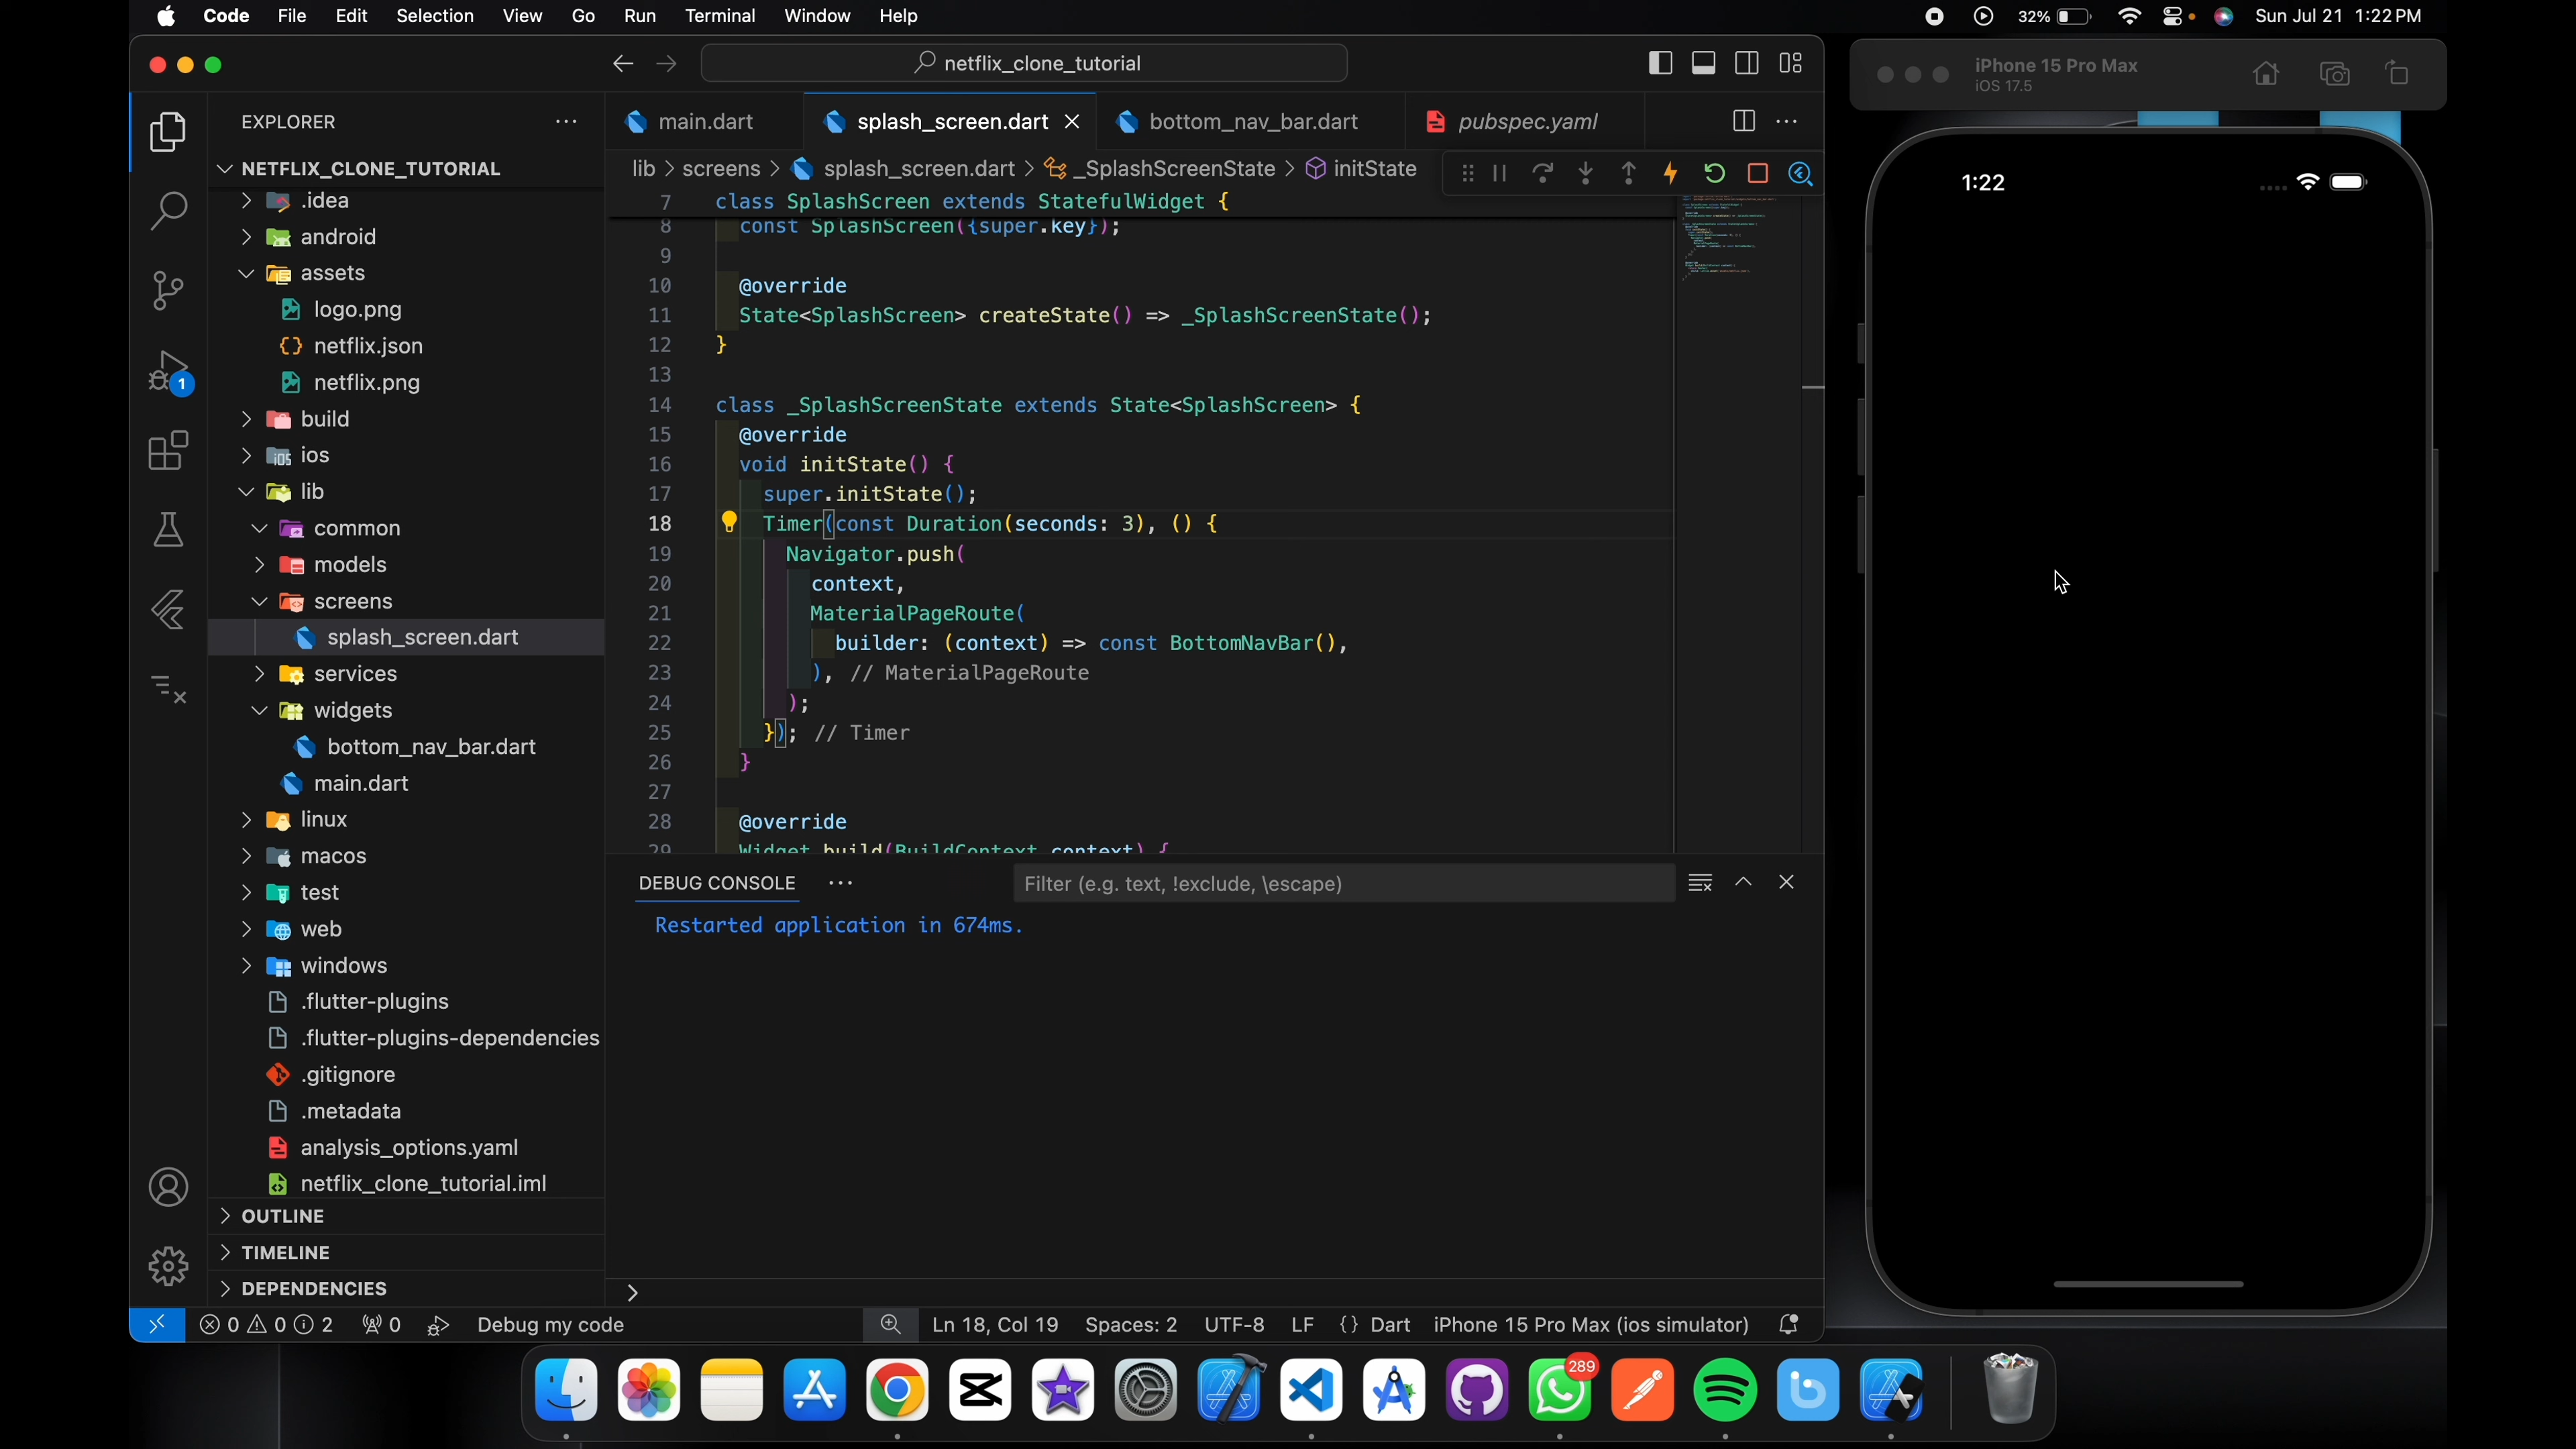 Code File Edit Selection View Go Run Terminal Window Help
32% Sun Jul 21 1:22 PM
netflix_clone_tutorial
iPhone 15 Pro Max
iOS 17.5
EXPLORER
NETFLIX_CLONE_TUTORIAL
.idea
android
assets
logo.png
netflix.json
netflix.png
build
ios
lib
common
models
screens
splash_screen.dart
services
widgets
bottom_nav_bar.dart
main.dart
linux
macos
test
web
windows
.flutter-plugins
.flutter-plugins-dependencies
.gitignore
.metadata
analysis_options.yaml
netflix_clone_tutorial.iml
OUTLINE
TIMELINE
DEPENDENCIES
1
main.dart splash_screen.dart bottom_nav_bar.dart pubspec.yaml
lib > screens > splash_screen.dart > _SplashScreenState > initState
7 class SplashScreen extends StatefulWidget {
8 const SplashScreen({super.key});
9
10 @override
11 State<SplashScreen> createState() => _SplashScreenState();
12 }
13
14 class _SplashScreenState extends State<SplashScreen> {
15 @override
16 void initState() {
17 super.initState();
18 Timer(const Duration(seconds: 3), () {
19 Navigator.push(
20 context,
21 MaterialPageRoute(
22 builder: (context) => const BottomNavBar(),
23 ), // MaterialPageRoute
24 );
25 }); // Timer
26 }
27
28 @override
29 Widget build(BuildContext context) {
DEBUG CONSOLE
Filter (e.g. text, !exclude, \escape)
Restarted application in 674ms.
>
0 0 2 0 Debug my code
Ln 18, Col 19 Spaces: 2 UTF-8 LF {} Dart iPhone 15 Pro Max (ios simulator)
1:22
289